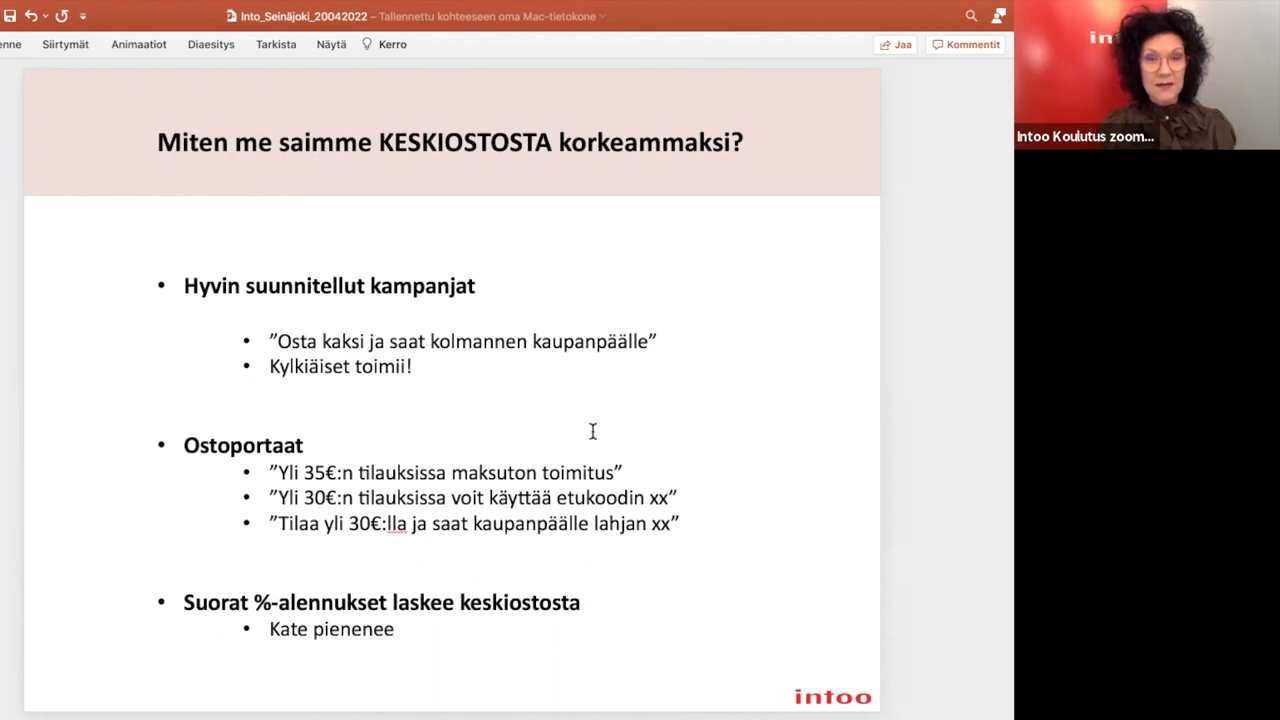 Into_Seinäjoki_20042022 – Tallennettu kohteeseen oma Mac-tietokone
enne Siirtymät Animaatiot Diaesitys Tarkista Näytä Kerro Jaa Kommentit
Miten me saimme KESKIOSTOSTA korkeammaksi?
• Hyvin suunnitellut kampanjat
• ”Osta kaksi ja saat kolmannen kaupanpäälle”
• Kylkiäiset toimii!
• Ostoportaat
• ”Yli 35€:n tilauksissa maksuton toimitus”
• ”Yli 30€:n tilauksissa voit käyttää etukoodin xx”
• ”Tilaa yli 30€:lla ja saat kaupanpäälle lahjan xx”
• Suorat %-alennukset laskee keskiostosta
• Kate pienenee
intoo
in
Intoo Koulutus zoom...